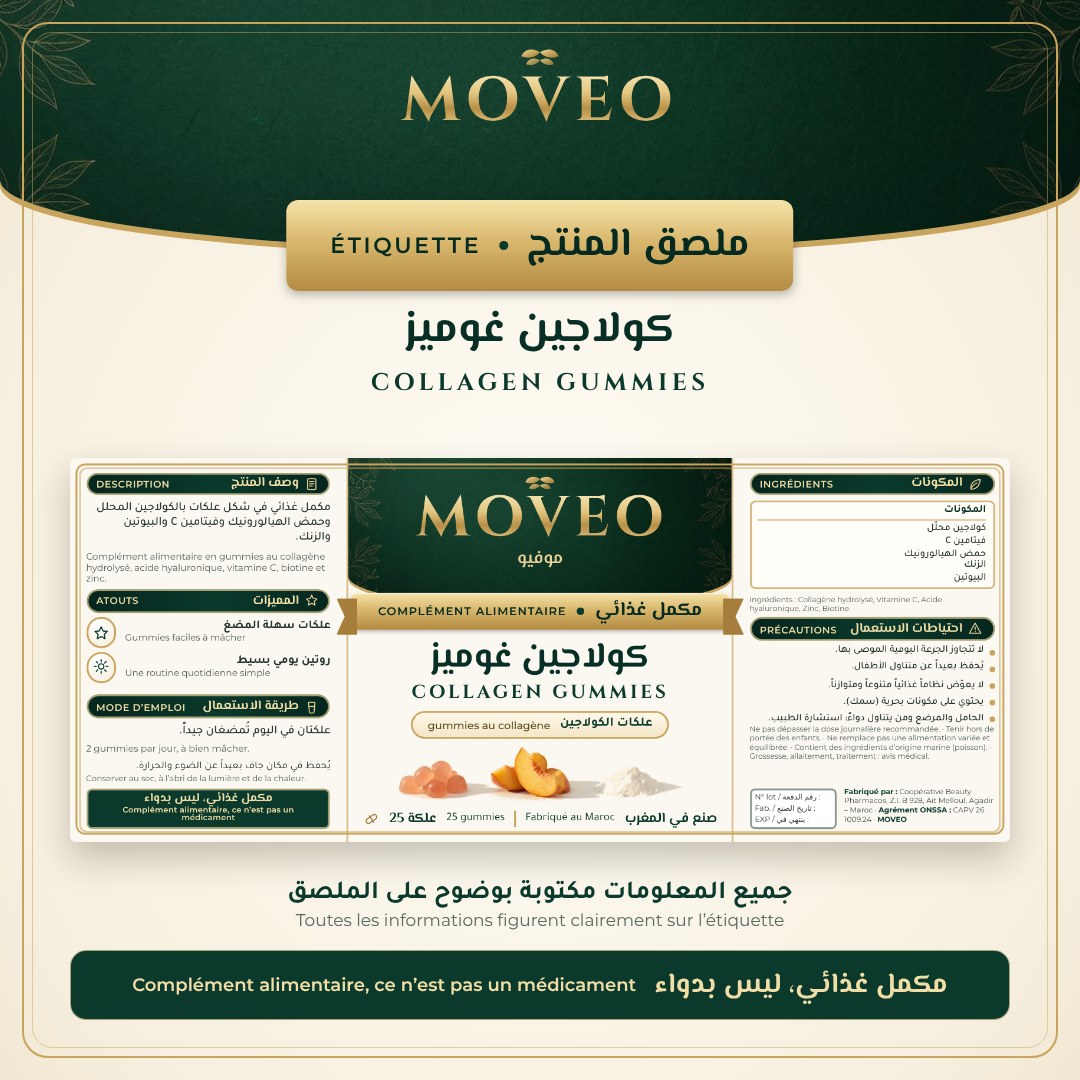 MOVEO
ÉTIQUETTE • ملصق المنتج
كولاجين غوميز
COLLAGEN GUMMIES
DESCRIPTION وصف المنتج
مكمل غذائي في شكل علكات بالكولاجين المحلل
وحمض الهيالورونيك وفيتامين C والبيوتين
والزنك.
Complément alimentaire en gummies au collagène
hydrolysé, acide hyaluronique, vitamine C, biotine et
zinc.
ATOUTS المميزات
علكات سهلة المضغ
Gummies faciles à mâcher
روتين يومي بسيط
Une routine quotidienne simple
MODE D'EMPLOI طريقة الاستعمال
علكتان في اليوم تُمضغان جيداً.
2 gummies par jour, à bien mâcher.
يُحفظ في مكان جاف بعيداً عن الضوء والحرارة.
Conserver au sec, à l'abri de la lumière et de la chaleur.
مكمل غذائي، ليس بدواء
Complément alimentaire, ce n'est pas un
médicament
MOVEO
موفيو
COMPLÉMENT ALIMENTAIRE • مكمل غذائي
كولاجين غوميز
COLLAGEN GUMMIES
gummies au collagène علكات الكولاجين
25 علكة 25 gummies | Fabriqué au Maroc صنع في المغرب
INGRÉDIENTS المكونات
المكونات
كولاجين محلّل
فيتامين C
حمض الهيالورونيك
الزنك
البيوتين
Ingrédients : Collagène hydrolysé, Vitamine C, Acide
hyaluronique, Zinc, Biotine.
PRÉCAUTIONS احتياطات الاستعمال
لا تتجاوز الجرعة اليومية الموصى بها.
يُحفظ بعيداً عن متناول الأطفال.
لا يعوّض نظاماً غذائياً متنوعاً ومتوازناً.
يحتوي على مكونات بحرية (سمك).
الحامل والمرضع ومن يتناول دواءً: استشارة الطبيب.
Ne pas dépasser la dose journalière recommandée. · Tenir hors de
portée des enfants. · Ne remplace pas une alimentation variée et
équilibrée. · Contient des ingrédients d'origine marine (poisson). ·
Grossesse, allaitement, traitement : avis médical.
N° lot / رقم الدفعة :
Fab. / تاريخ الصنع :
EXP / ينتهي في :
Fabriqué par : Coopérative Beauty
Pharmacos, Z.I. B 928, Ait Melloul, Agadir
– Maroc · Agrément ONSSA : CAPV 26
1009.24 · MOVEO
جميع المعلومات مكتوبة بوضوح على الملصق
Toutes les informations figurent clairement sur l'étiquette
Complément alimentaire, ce n'est pas un médicament مكمل غذائي، ليس بدواء